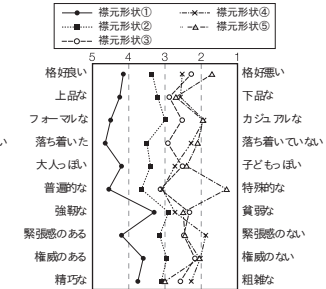 襟元形状① 襟元形状④
襟元形状② 襟元形状⑤
襟元形状③
5 4 3 2 1
格好良い 格好悪い
上品な 下品な
フォーマルな カジュアルな
落ち着いた 落ち着いていない
大人っぽい 子どもっぽい
普遍的な 特殊的な
強靭な 貧弱な
緊張感のある 緊張感のない
権威のある 権威のない
精巧な 粗雑な
い